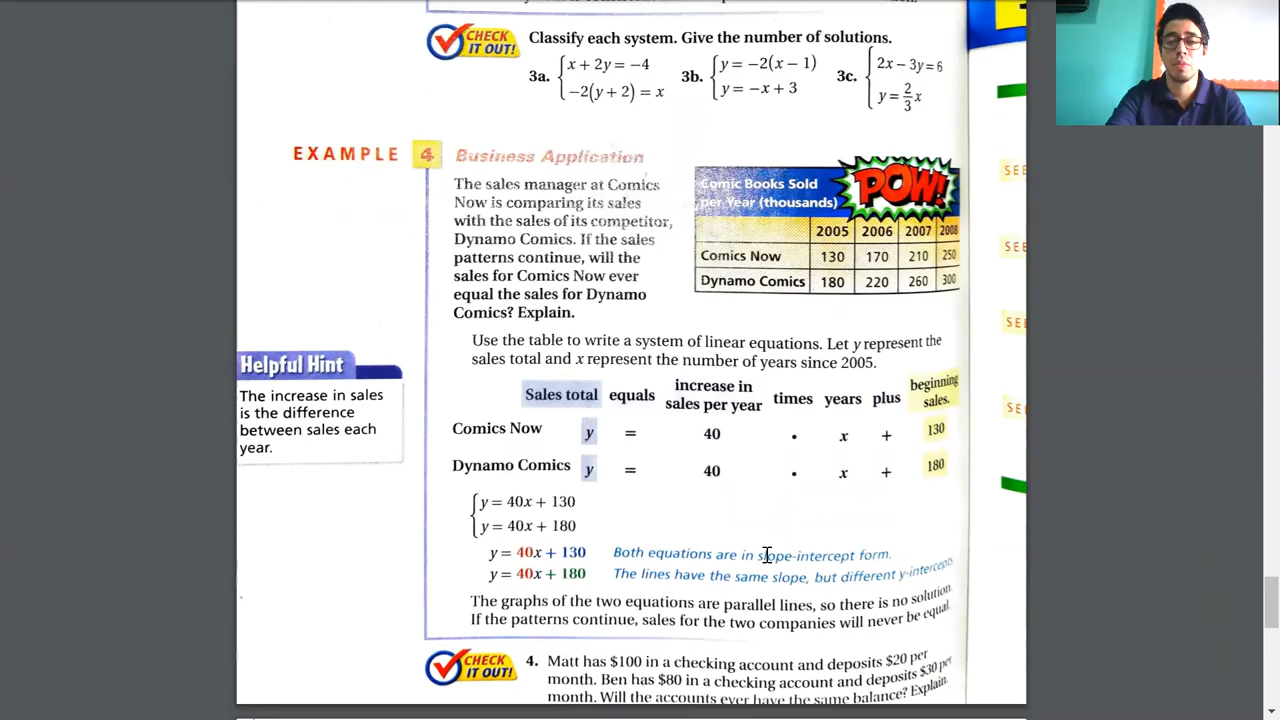 CHECK IT OUT!
Classify each system. Give the number of solutions.
3a. { x + 2y = −4
−2(y + 2) = x
3b. { y = −2(x − 1)
y = −x + 3
3c. { 2x − 3y = 6
y = 2/3 x
EXAMPLE 4 Business Application
The sales manager at Comics
Now is comparing its sales
with the sales of its competitor,
Dynamo Comics. If the sales
patterns continue, will the
sales for Comics Now ever
equal the sales for Dynamo
Comics? Explain.
Comic Books Sold
per Year (thousands)
POW!
2005 2006 2007 2008
Comics Now 130 170 210 250
Dynamo Comics 180 220 260 300
Use the table to write a system of linear equations. Let y represent the
sales total and x represent the number of years since 2005.
Helpful Hint
The increase in sales
is the difference
between sales each
year.
Sales total equals increase in sales per year times years plus beginning sales.
Comics Now y = 40 · x + 130
Dynamo Comics y = 40 · x + 180
{ y = 40x + 130
y = 40x + 180
y = 40x + 130 Both equations are in slope-intercept form.
y = 40x + 180 The lines have the same slope, but different y-intercepts
The graphs of the two equations are parallel lines, so there is no solution.
If the patterns continue, sales for the two companies will never be equal.
CHECK IT OUT!
4. Matt has $100 in a checking account and deposits $20 per
month. Ben has $80 in a checking account and deposits $30 per
month. Will the accounts ever have the same balance? Explain.
SEE
SEE
SEE
SEE